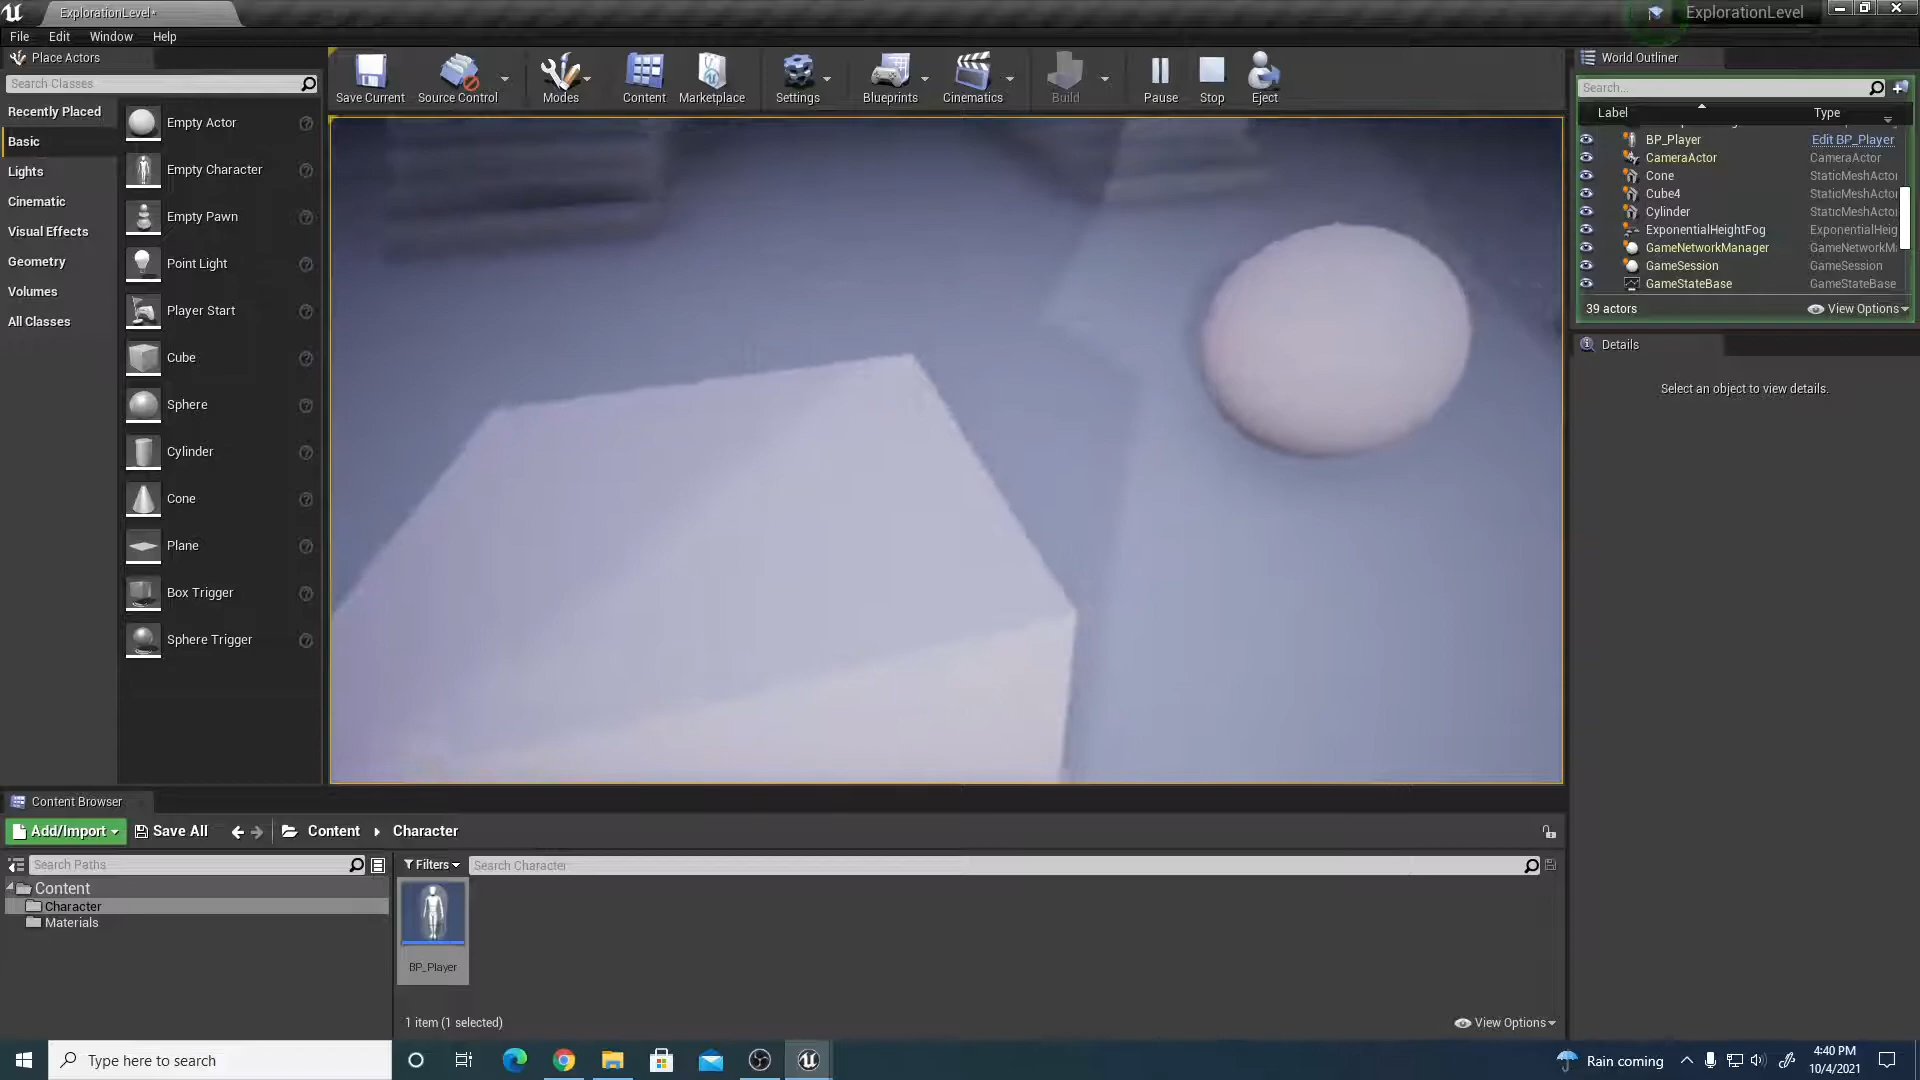 ExplorationLevel•
ExplorationLevel
File Edit Window Help
Place Actors
Search Classes
Recently Placed
Basic
Lights
Cinematic
Visual Effects
Geometry
Volumes
All Classes
Empty Actor
Empty Character
Empty Pawn
Point Light
Player Start
Cube
Sphere
Cylinder
Cone
Plane
Box Trigger
Sphere Trigger
Save Current Source Control Modes Content Marketplace Settings Blueprints Cinematics Build Pause Stop Eject
World Outliner
Search...
Label Type
BP_Player Edit BP_Player
CameraActor CameraActor
Cone StaticMeshActor
Cube4 StaticMeshActor
Cylinder StaticMeshActor
ExponentialHeightFog ExponentialHeig
GameNetworkManager GameNetworkM
GameSession GameSession
GameStateBase GameStateBase
39 actors View Options
Details
Select an object to view details.
Content Browser
Add/Import Save All Content Character
Search Paths
Content
Character
Materials
Filters Search Character
BP_Player
1 item (1 selected) View Options
Type here to search
Rain coming
4:40 PM
10/4/2021